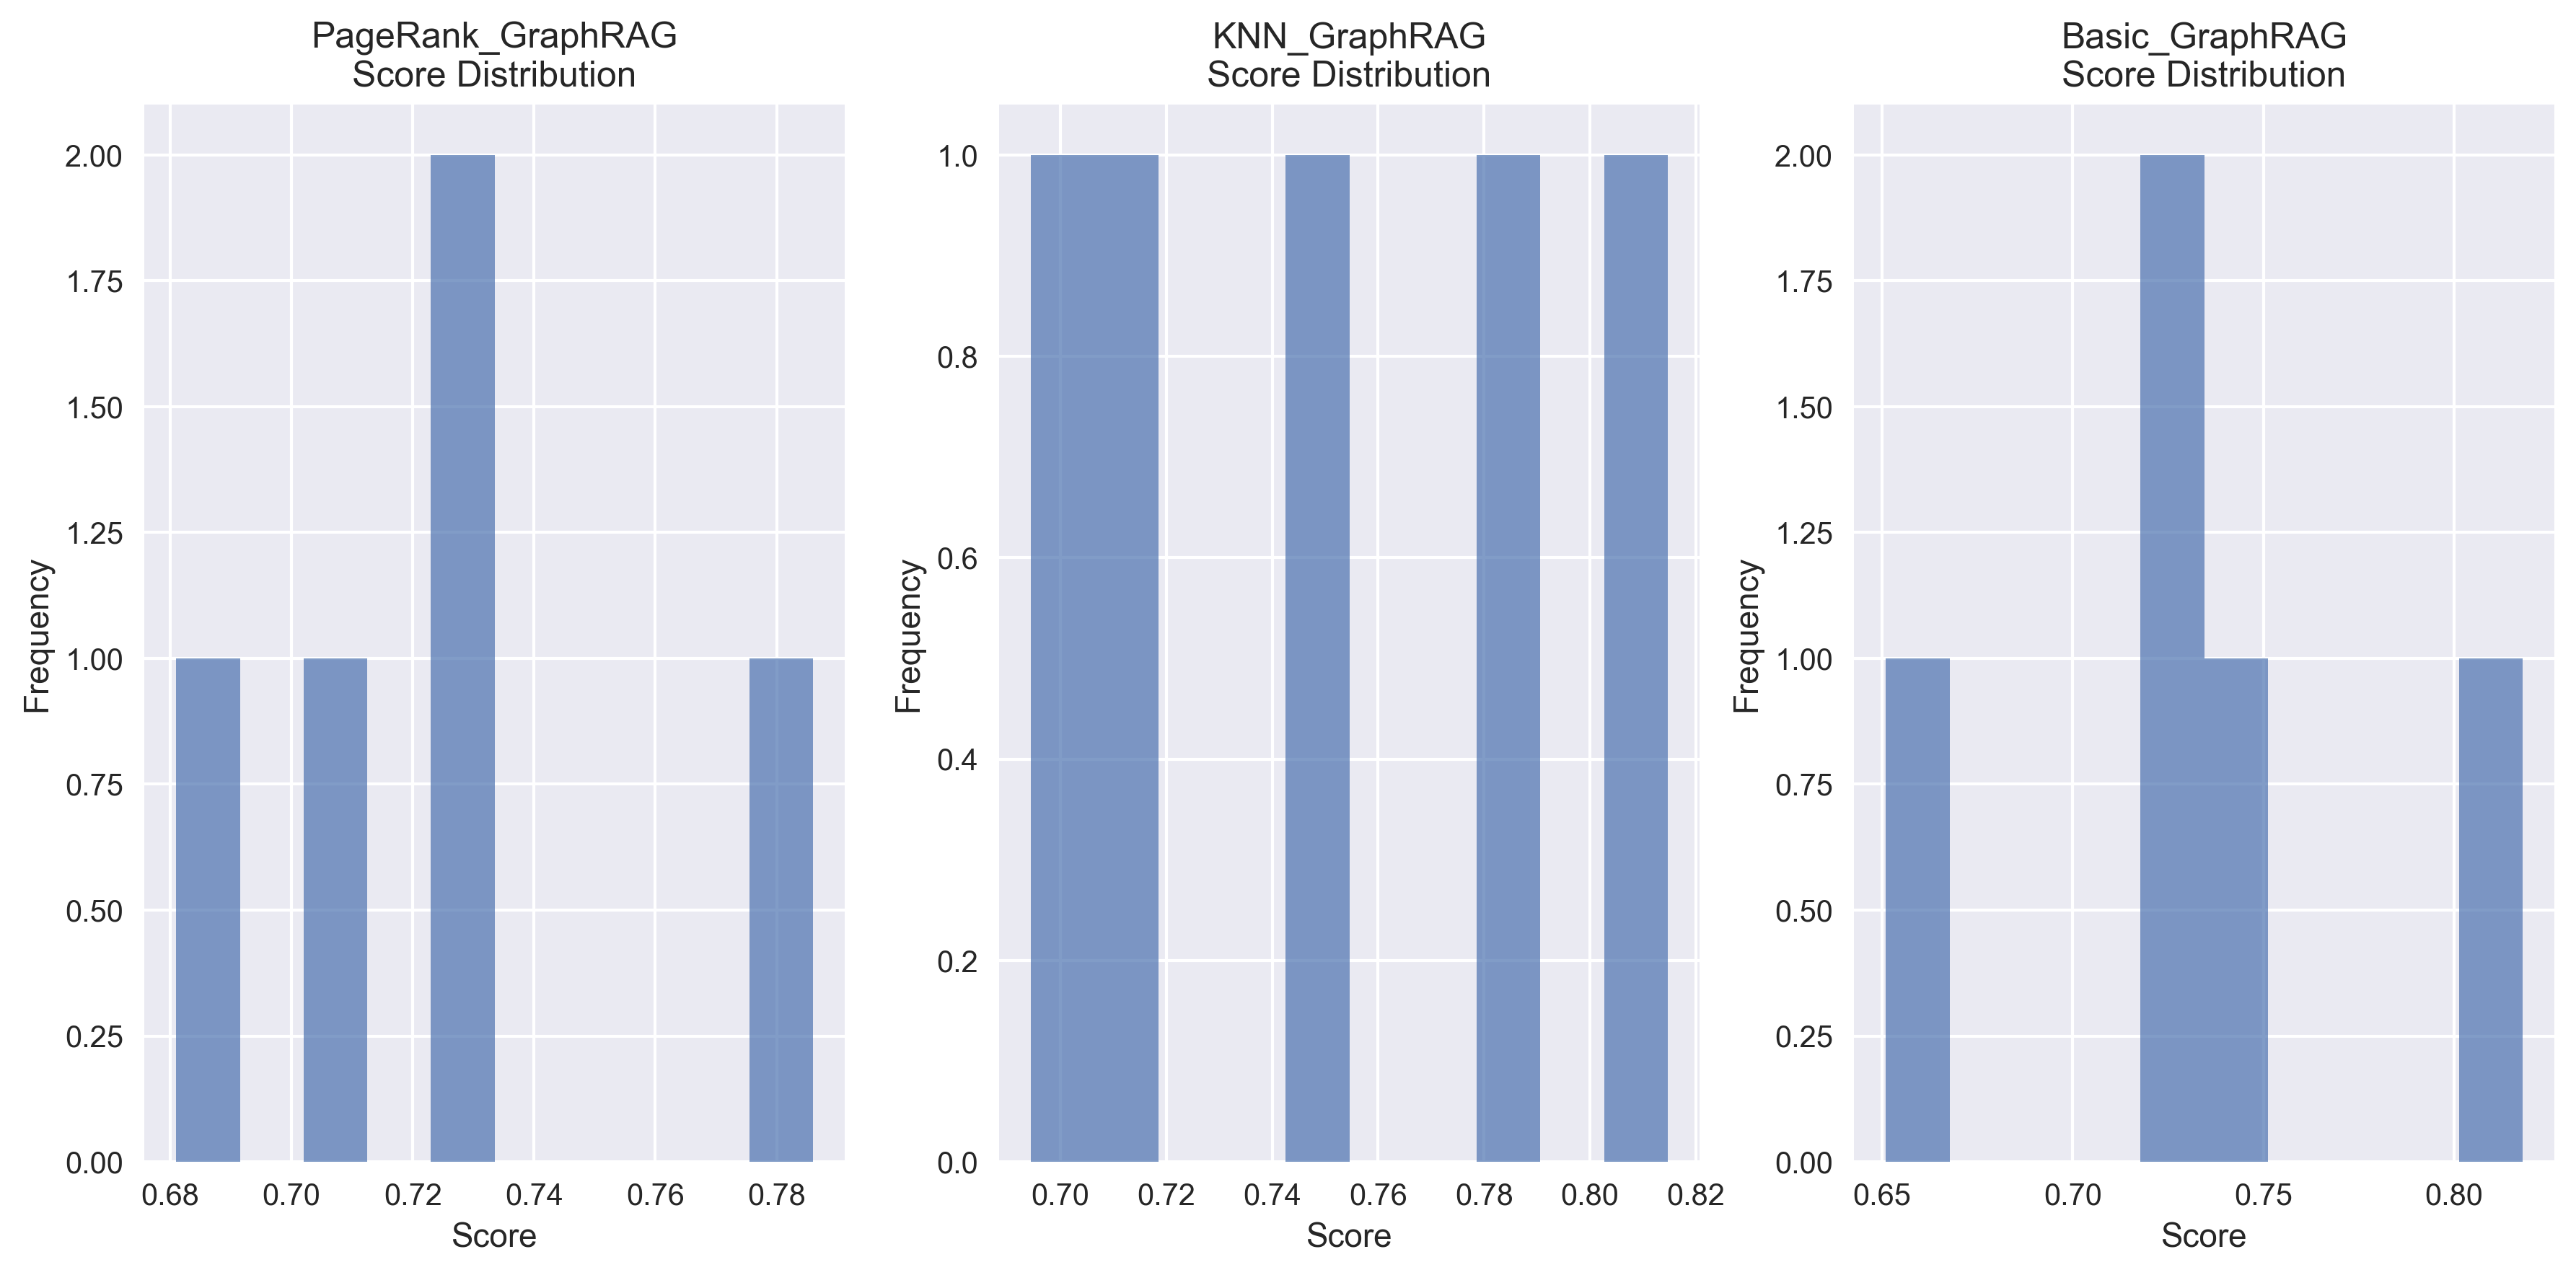 PageRank_GraphRAG
Score Distribution
2.00
1.75
1.50
1.25
1.00
0.75
0.50
0.25
0.00
Frequency
0.68 0.70 0.72 0.74 0.76 0.78
Score
KNN_GraphRAG
Score Distribution
1.0
0.8
0.6
0.4
0.2
0.0
Frequency
0.70 0.72 0.74 0.76 0.78 0.80 0.82
Score
Basic_GraphRAG
Score Distribution
2.00
1.75
1.50
1.25
1.00
0.75
0.50
0.25
0.00
Frequency
0.65 0.70 0.75 0.80
Score